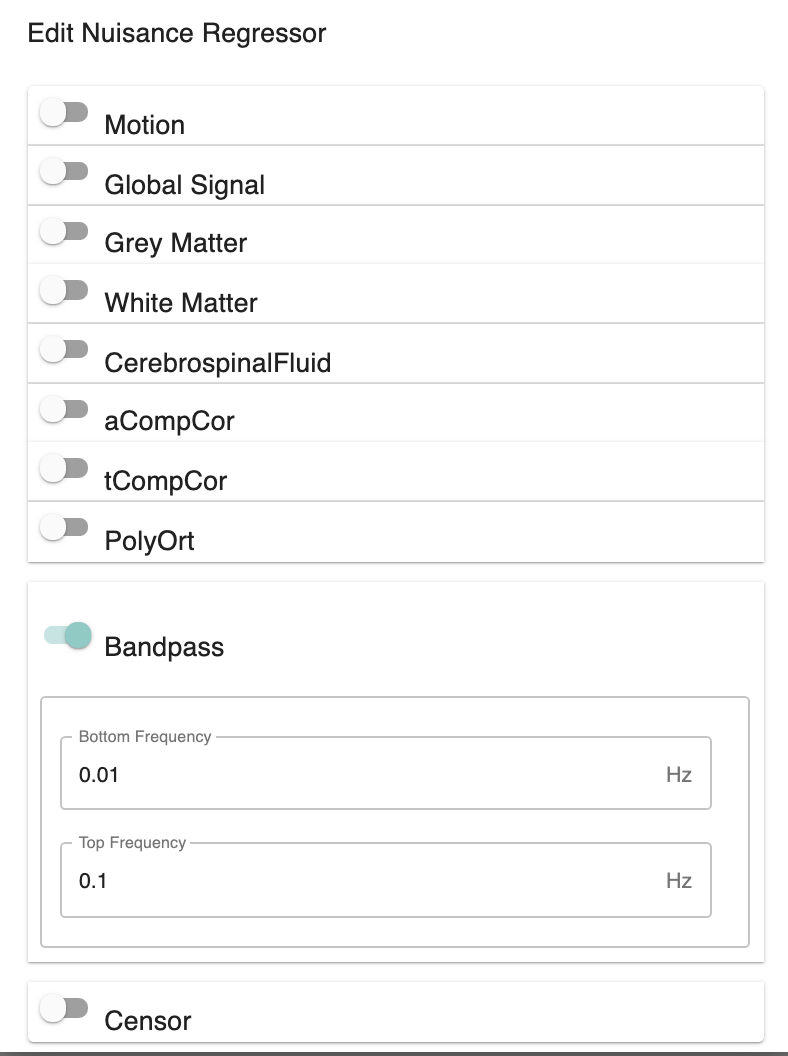 Edit Nuisance Regressor
Motion
Global Signal
Grey Matter
White Matter
CerebrospinalFluid
aCompCor
tCompCor
PolyOrt
Bandpass
Bottom Frequency
0.01 Hz
Top Frequency
0.1 Hz
Censor